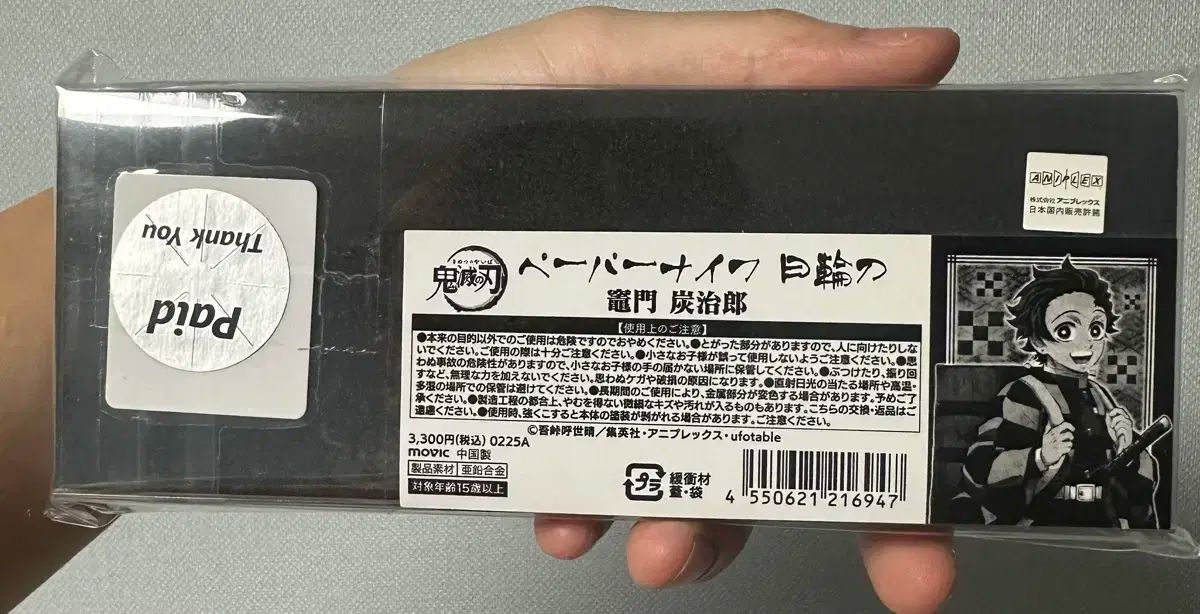 Paid
Thank You
ANIPLEX
株式会社アニプレックス
日本国内販売許諾
きめつのやいば
鬼滅の刃
ペーパーナイフ 日輪刀
竈門 炭治郎
【使用上のご注意】
●本来の目的以外でのご使用は危険ですのでおやめください。●とがった部分がありますので、人に向けたりしな
いでください。ご使用の際は十分ご注意ください。●小さなお子様が誤って使用しないようご注意ください。●思
わぬ事故の危険性がありますので、小さなお子様の手の届かない場所に保管してください。●ぶつけたり、振り回
すなど、無理な力を加えないでください。思わぬケガや破損の原因になります。●直射日光の当たる場所や高温・
多湿の場所での保管は避けてください。●長期間のご使用により、金属部分が変色する場合があります。予めご了
承ください。●製造工程の都合上、やむを得ない微細なキズや汚れが入るものもあります。こちらの交換・返品はご
遠慮ください。●使用時、強くこすると本体の塗装が剝がれる場合があります。ご注意ください。
©吾峠呼世晴/集英社・アニプレックス・ufotable
3,300円(税込) 0225A
movic 中国製
製品素材 亜鉛合金
対象年齢15歳以上
プラ
緩衝材
蓋・袋
4 550621 216947